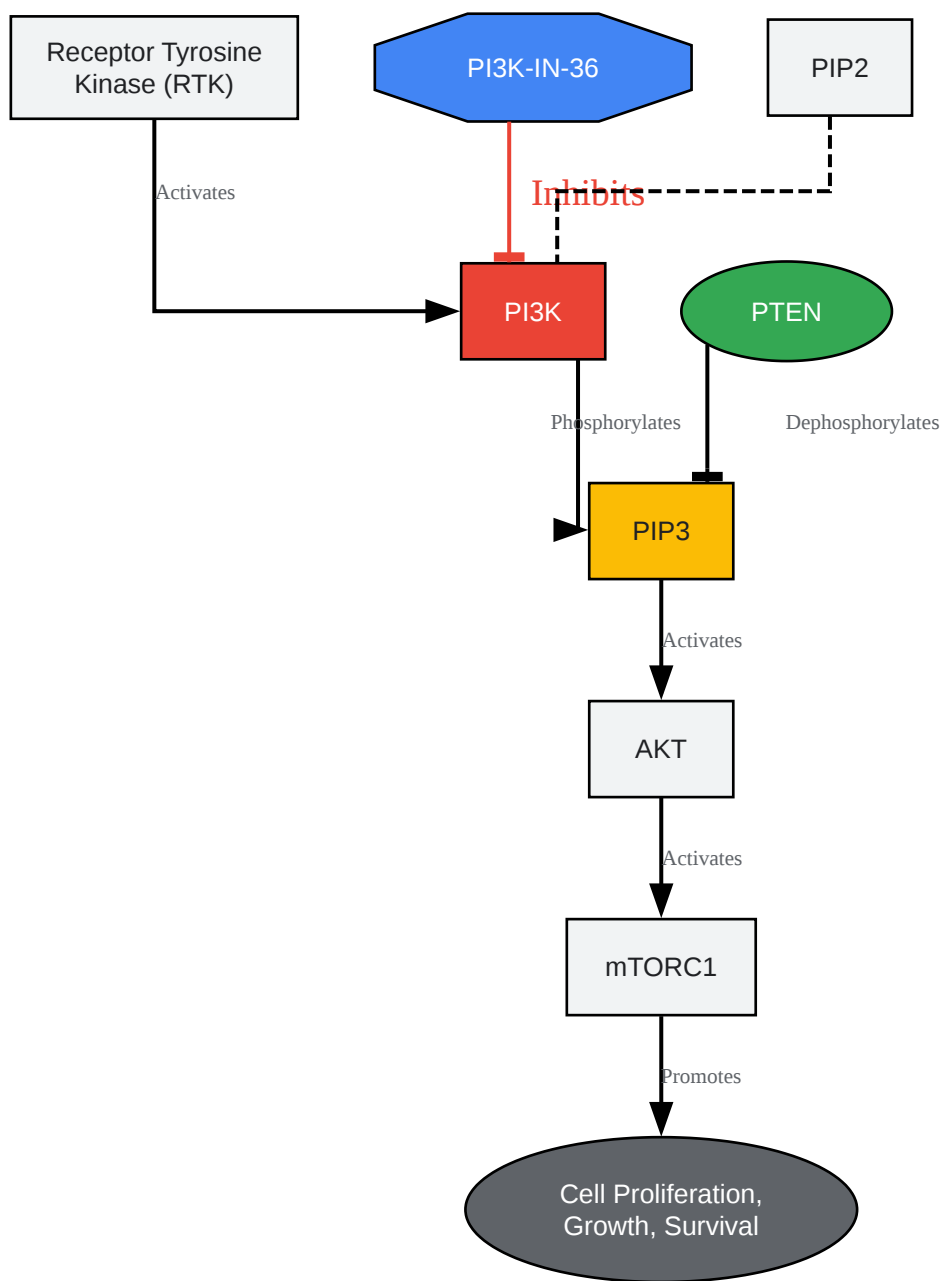 Receptor Tyrosine
Kinase (RTK)
PI3K-IN-36
PIP2
Activates
Inhibits
PI3K
PTEN
Phosphorylates
Dephosphorylates
PIP3
Activates
AKT
Activates
mTORC1
Promotes
Cell Proliferation,
Growth, Survival